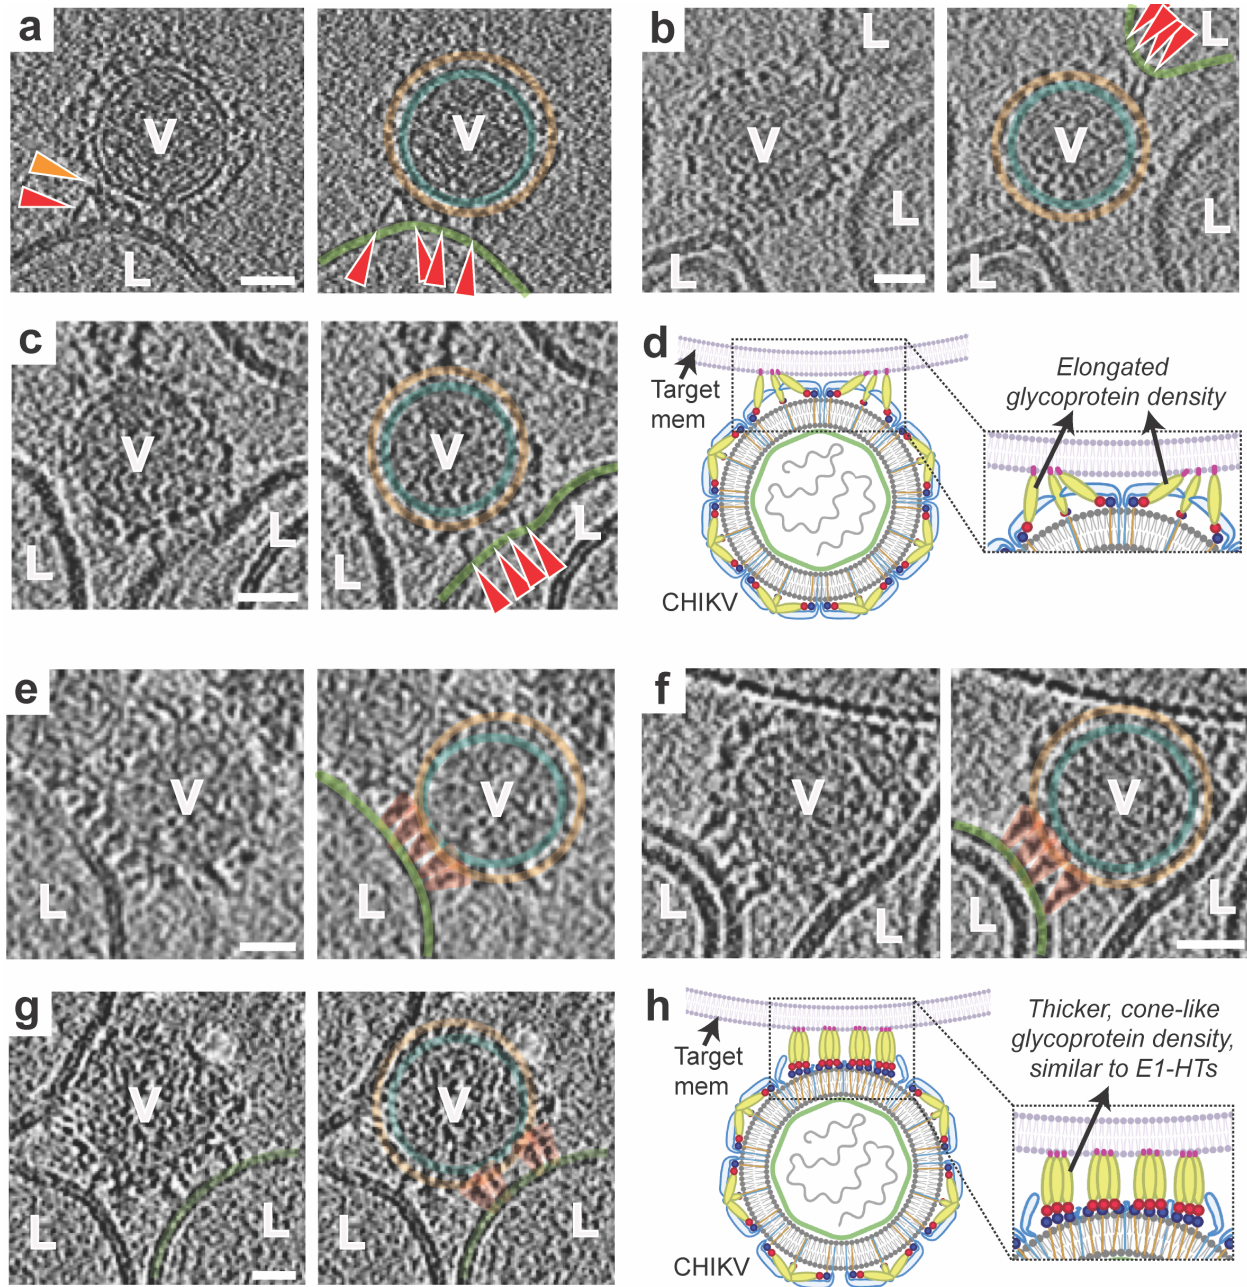 a
V
L
V
b
L
V
L
L
L
V
L
L
c
V
L
L
V
L
L
d
Target
mem
CHIKV
Elongated
glycoprotein density
e
V
L
V
L
f
V
L
L
V
L
L
g
V
L
L
V
L
L
h
Target
mem
CHIKV
Thicker, cone-like
glycoprotein density,
similar to E1-HTs